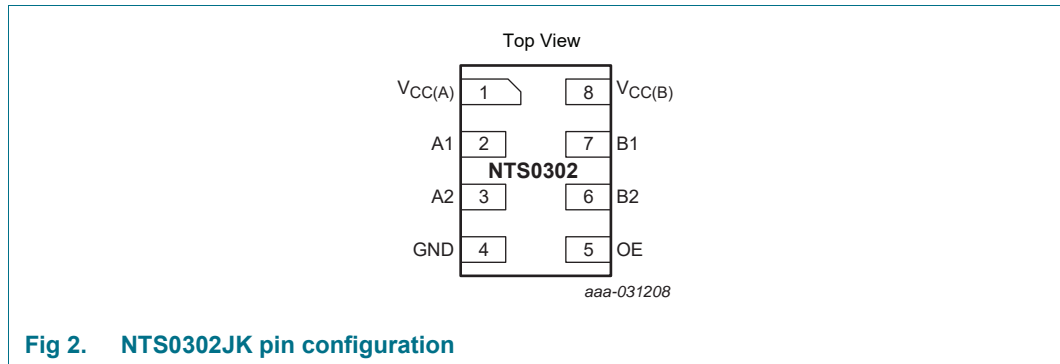 Top View
VCC(A) 1 8 VCC(B)
A1 2 7 B1
NTS0302
A2 3 6 B2
GND 4 5 OE
aaa-031208
Fig 2. NTS0302JK pin configuration